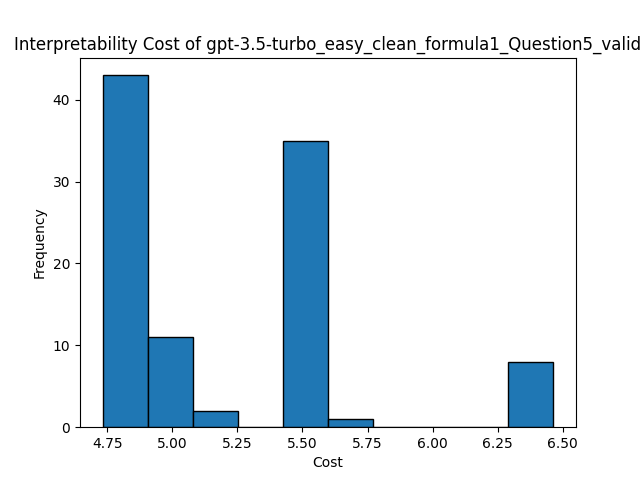 Interpretability Cost of gpt-3.5-turbo_easy_clean_formula1_Question5_valid
Frequency
40
30
20
10
0
4.75 5.00 5.25 5.50 5.75 6.00 6.25 6.50
Cost